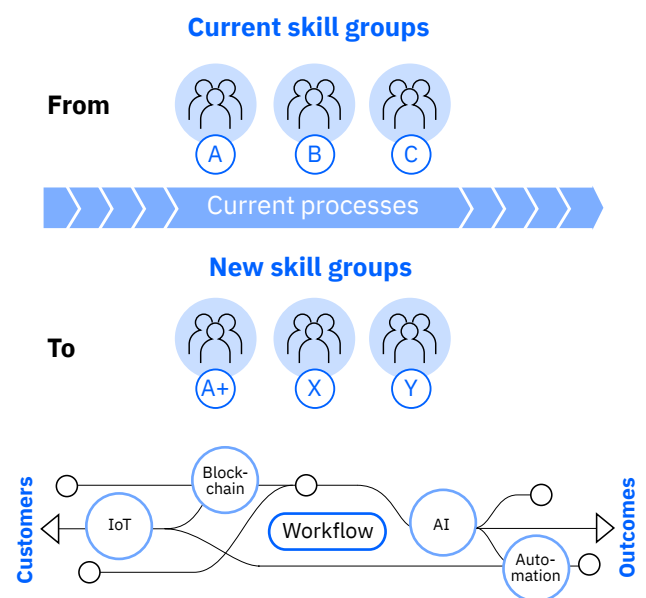 Current skill groups
From
A
B
C
Current processes
New skill groups
To
A+
X
Y
Customers
IoT
Block-
chain
Workflow
AI
Auto-
mation
Outcomes